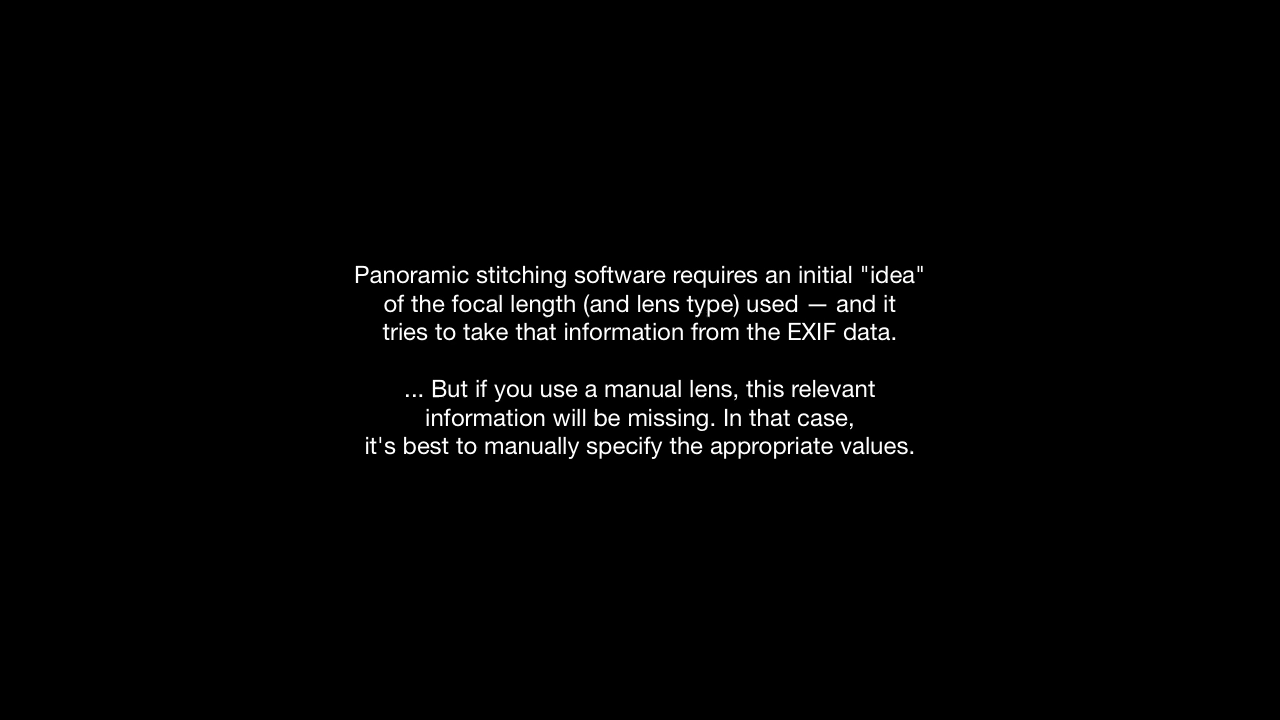 Panoramic stitching software requires an initial "idea"
of the focal length (and lens type) used — and it
tries to take that information from the EXIF data.
... But if you use a manual lens, this relevant
information will be missing. In that case,
it's best to manually specify the appropriate values.